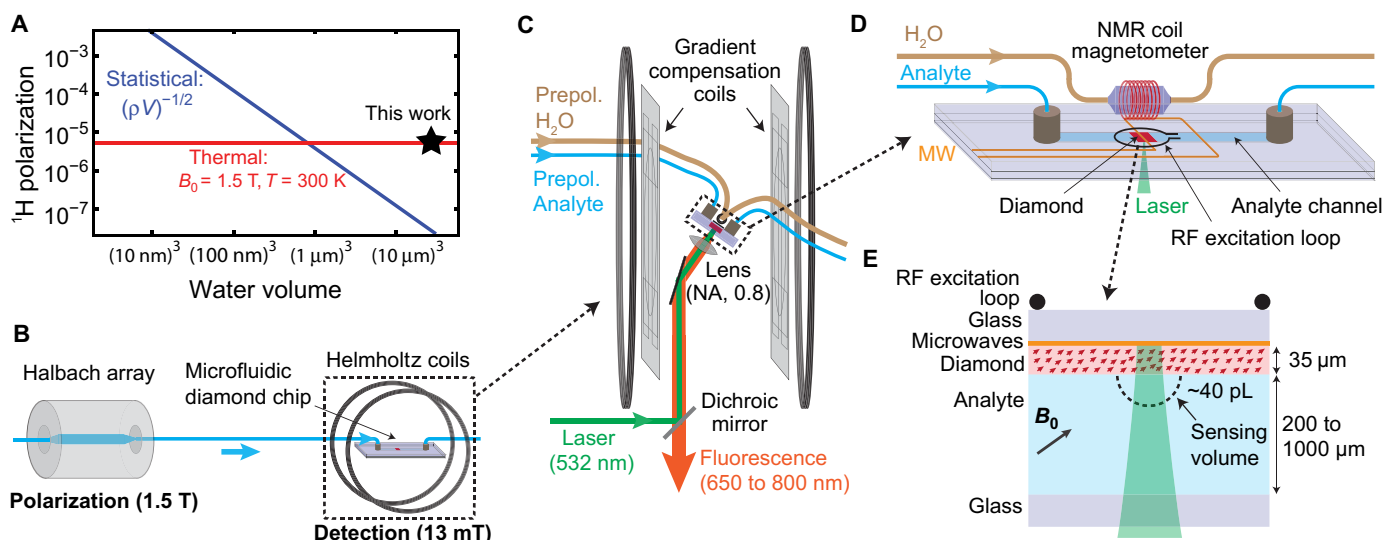 A
¹H polarization
10⁻³
10⁻⁴
10⁻⁵
10⁻⁶
10⁻⁷
Statistical:
(ρV)⁻¹/²
This work
Thermal:
B₀ = 1.5 T, T = 300 K
(10 nm)³ (100 nm)³ (1 μm)³ (10 μm)³
Water volume
B
Halbach array
Microfluidic
diamond chip
Helmholtz coils
Polarization (1.5 T)
Detection (13 mT)
C
Gradient
compensation
coils
Prepol.
H₂O
Prepol.
Analyte
Lens
(NA, 0.8)
Dichroic
mirror
Laser
(532 nm)
Fluorescence
(650 to 800 nm)
D
H₂O
NMR coil
magnetometer
Analyte
MW
Diamond
Laser
Analyte channel
RF excitation loop
E
RF excitation
loop
Glass
Microwaves
Diamond
35 μm
Analyte
~40 pL
B₀
Sensing
volume
200 to
1000 μm
Glass